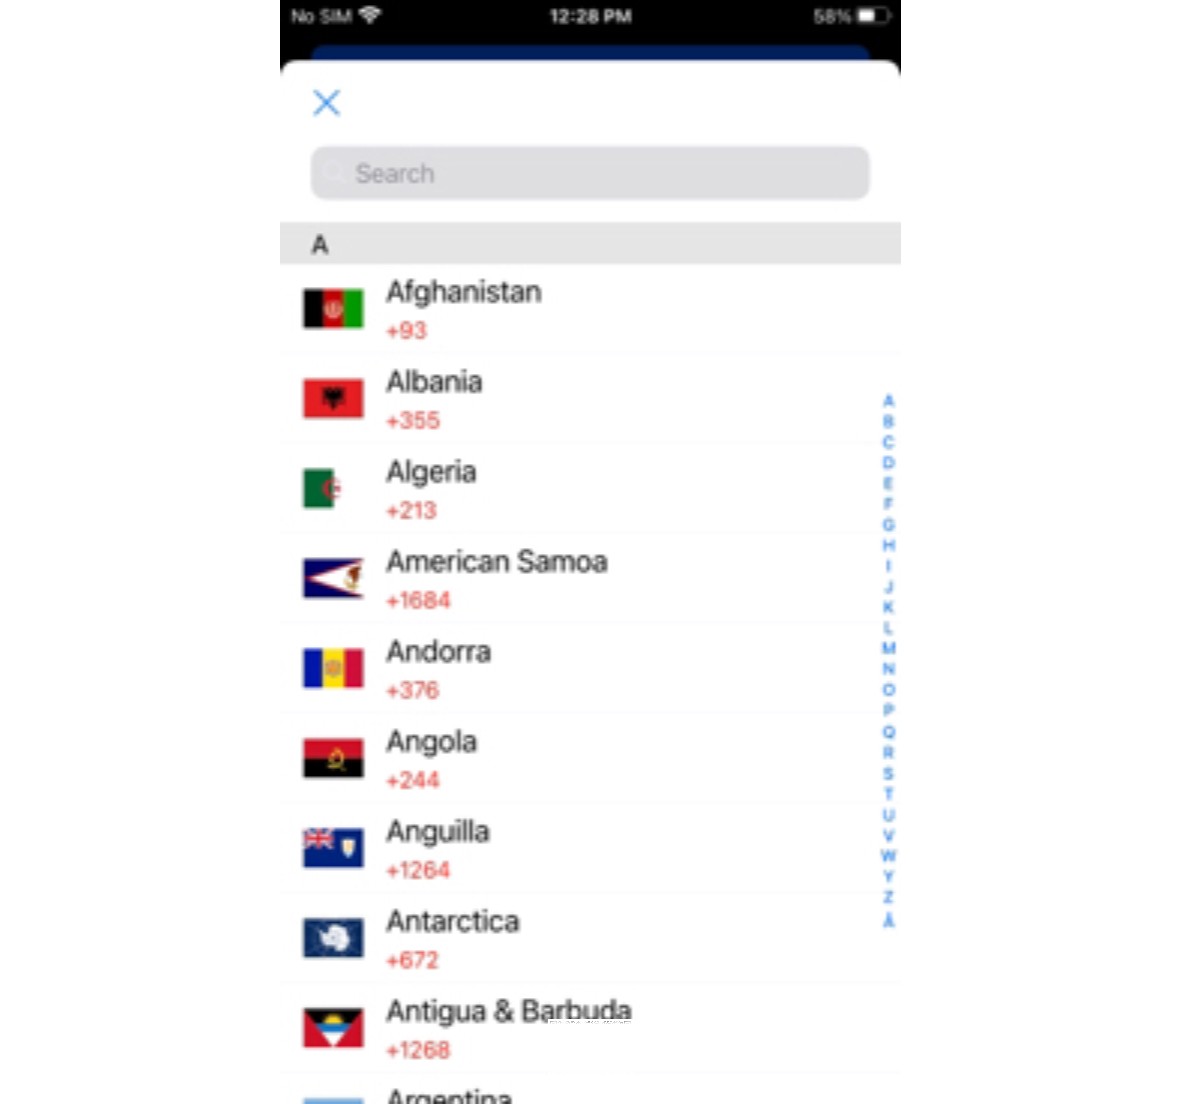 No SIM 12:28 PM 58%
Search
A
Afghanistan
+93
Albania
+355
Algeria
+213
American Samoa
+1684
Andorra
+376
Angola
+244
Anguilla
+1264
Antarctica
+672
Antigua & Barbuda
+1268
Argentina
A
B
C
D
E
F
G
H
I
J
K
L
M
N
O
P
Q
R
S
T
U
V
W
Y
Z
Å